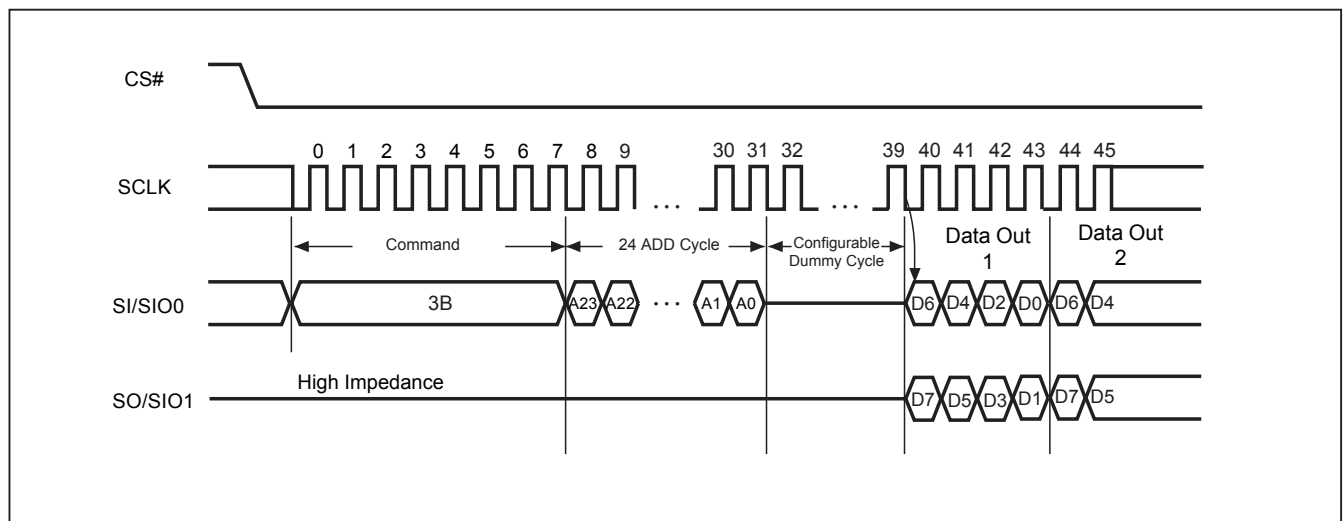 CS#
0 1 2 3 4 5 6 7 8 9 30 31 32 39 40 41 42 43 44 45
SCLK
... ...
Command
24 ADD Cycle
Configurable
Dummy Cycle
Data Out
1
Data Out
2
SI/SIO0
3B
A23 A22 ... A1 A0
D6 D4 D2 D0 D6 D4
High Impedance
SO/SIO1
D7 D5 D3 D1 D7 D5